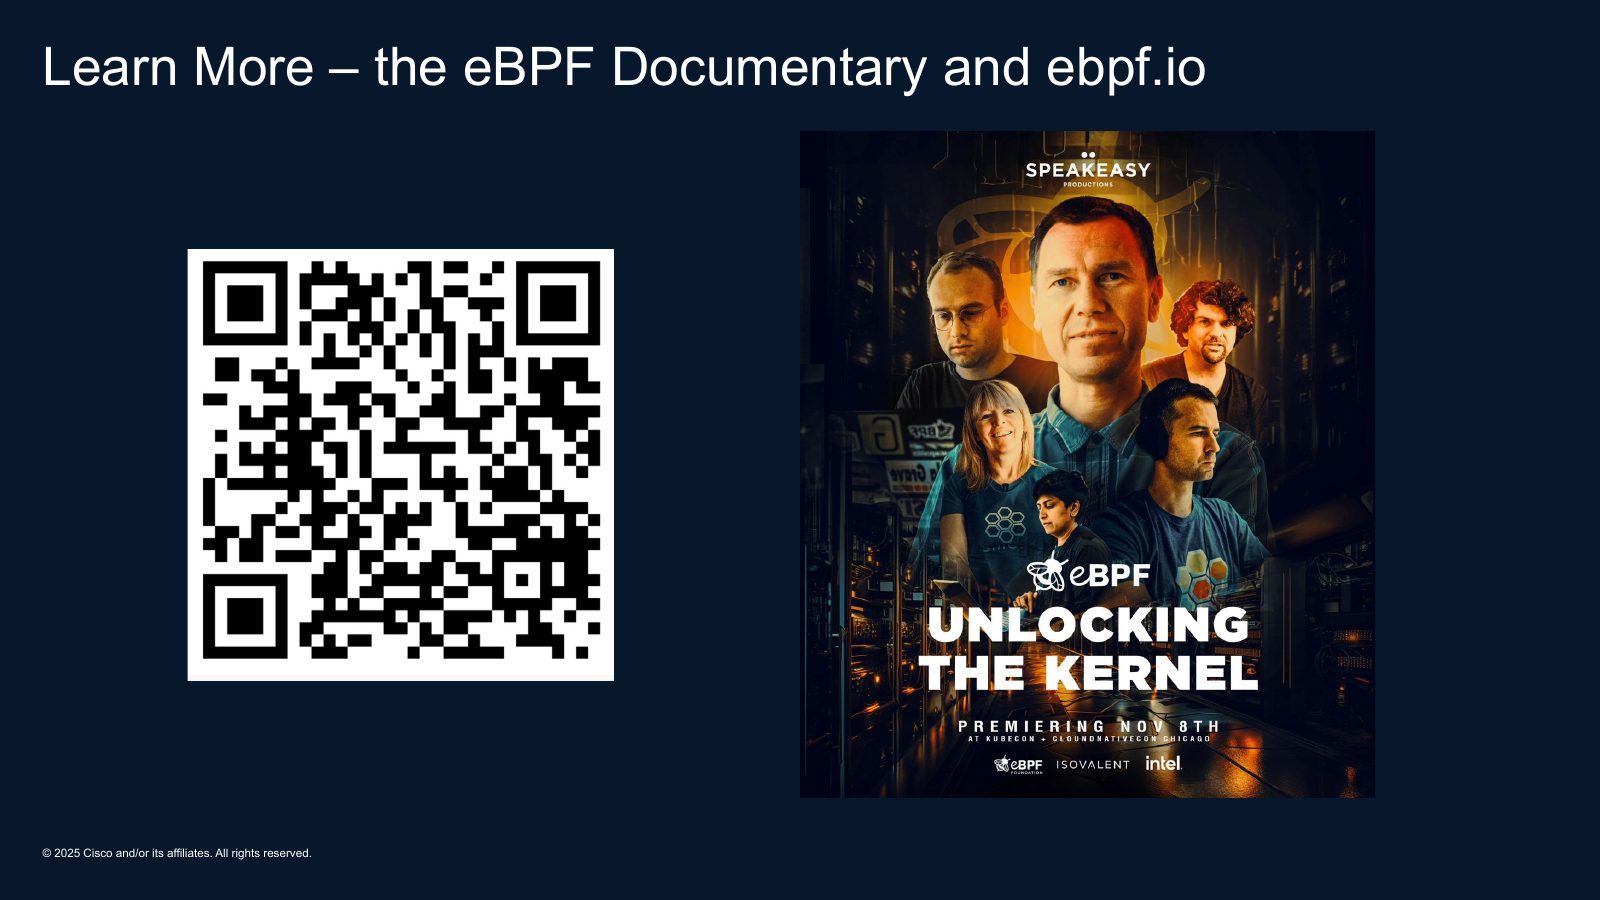 Learn More – the eBPF Documentary and ebpf.io
SPEAKEASY
PRODUCTIONS
eBPF
UNLOCKING
THE KERNEL
PREMIERING NOV 8TH
AT KUBECON + CLOUNDNATIVECON CHICAGO
eBPF
FOUNDATION
ISOVALENT
intel.
© 2025 Cisco and/or its affiliates. All rights reserved.